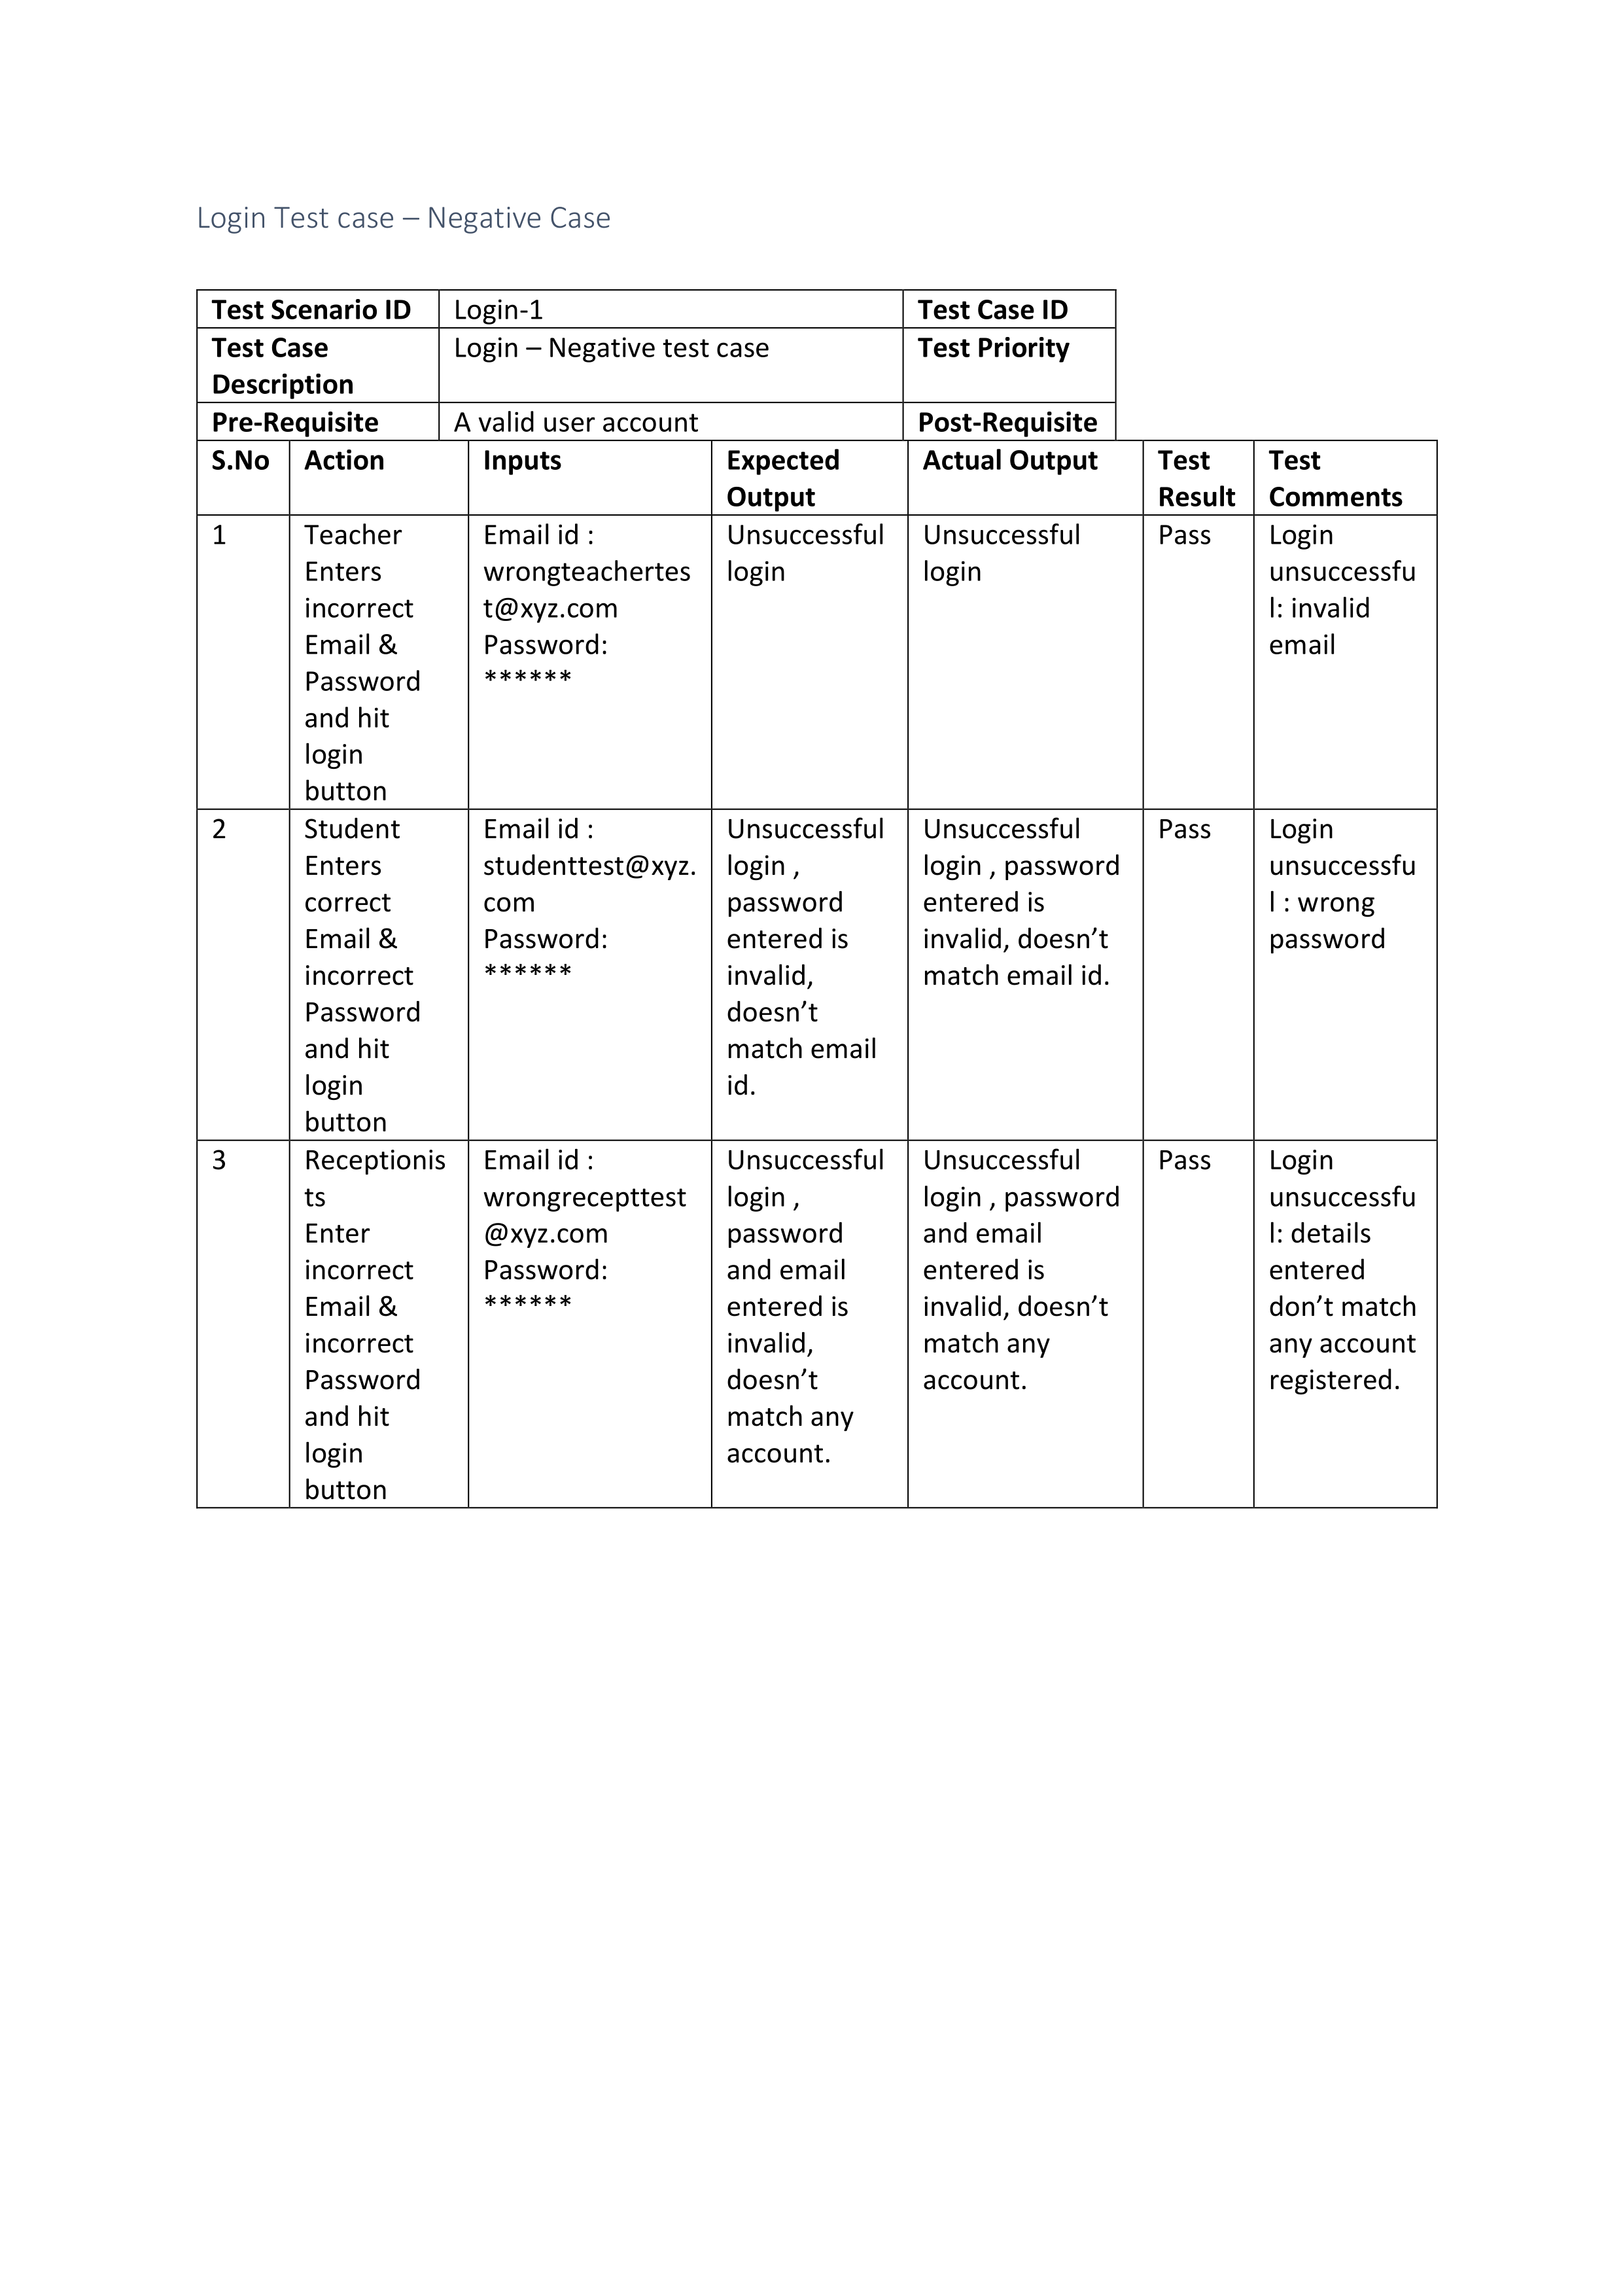 Login Test case – Negative Case
Test Scenario ID Login-1 Test Case ID
Test Case Description Login – Negative test case Test Priority
Pre-Requisite A valid user account Post-Requisite
S.No Action Inputs Expected Output Actual Output Test Result Test Comments
1
Teacher
Enters
incorrect
Email &
Password
and hit
login
button
Email id :
wrongteachertes
t@xyz.com
Password:
******
Unsuccessful
login
Unsuccessful
login
Pass
Login
unsuccessfu
l: invalid
email
2
Student
Enters
correct
Email &
incorrect
Password
and hit
login
button
Email id :
studenttest@xyz.
com
Password:
******
Unsuccessful
login ,
password
entered is
invalid,
doesn’t
match email
id.
Unsuccessful
login , password
entered is
invalid, doesn’t
match email id.
Pass
Login
unsuccessfu
l : wrong
password
3
Receptionis
ts
Enter
incorrect
Email &
incorrect
Password
and hit
login
button
Email id :
wrongrecepttest
@xyz.com
Password:
******
Unsuccessful
login ,
password
and email
entered is
invalid,
doesn’t
match any
account.
Unsuccessful
login , password
and email
entered is
invalid, doesn’t
match any
account.
Pass
Login
unsuccessfu
l: details
entered
don’t match
any account
registered.